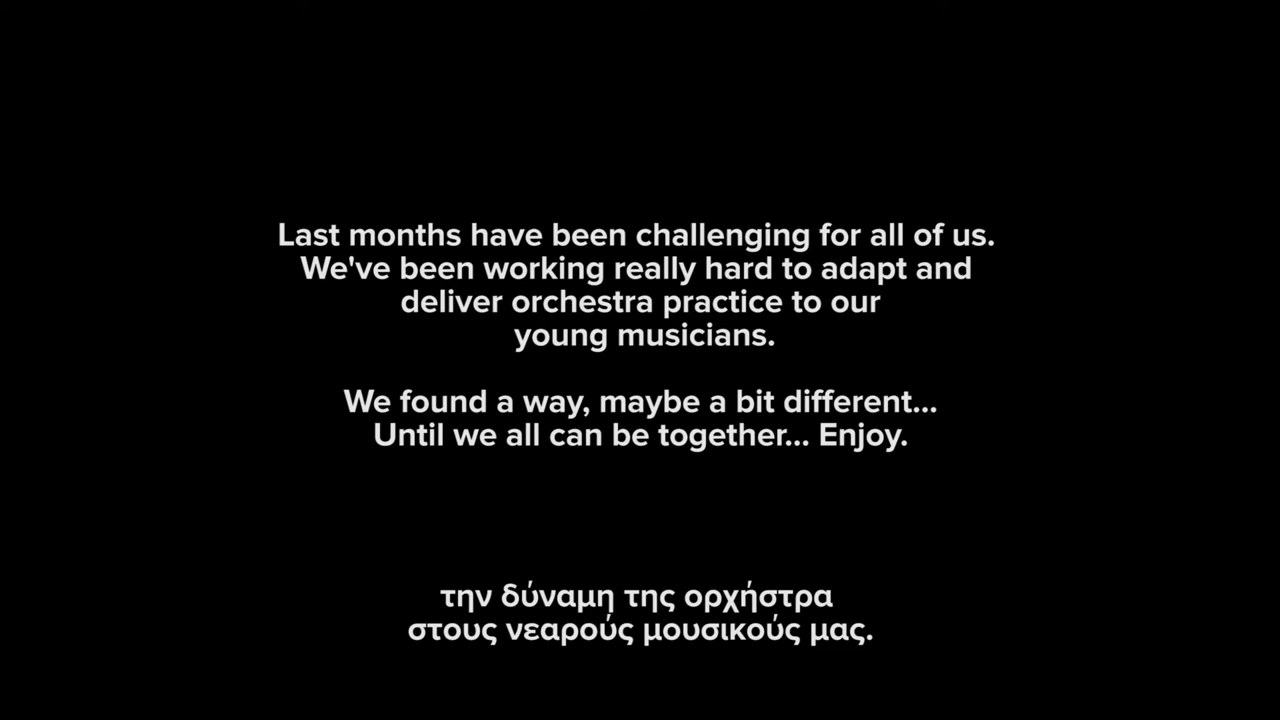 Last months have been challenging for all of us.
We've been working really hard to adapt and
deliver orchestra practice to our
young musicians.
We found a way, maybe a bit different...
Until we all can be together... Enjoy.
την δύναμη της ορχήστρα
στους νεαρούς μουσικούς μας.